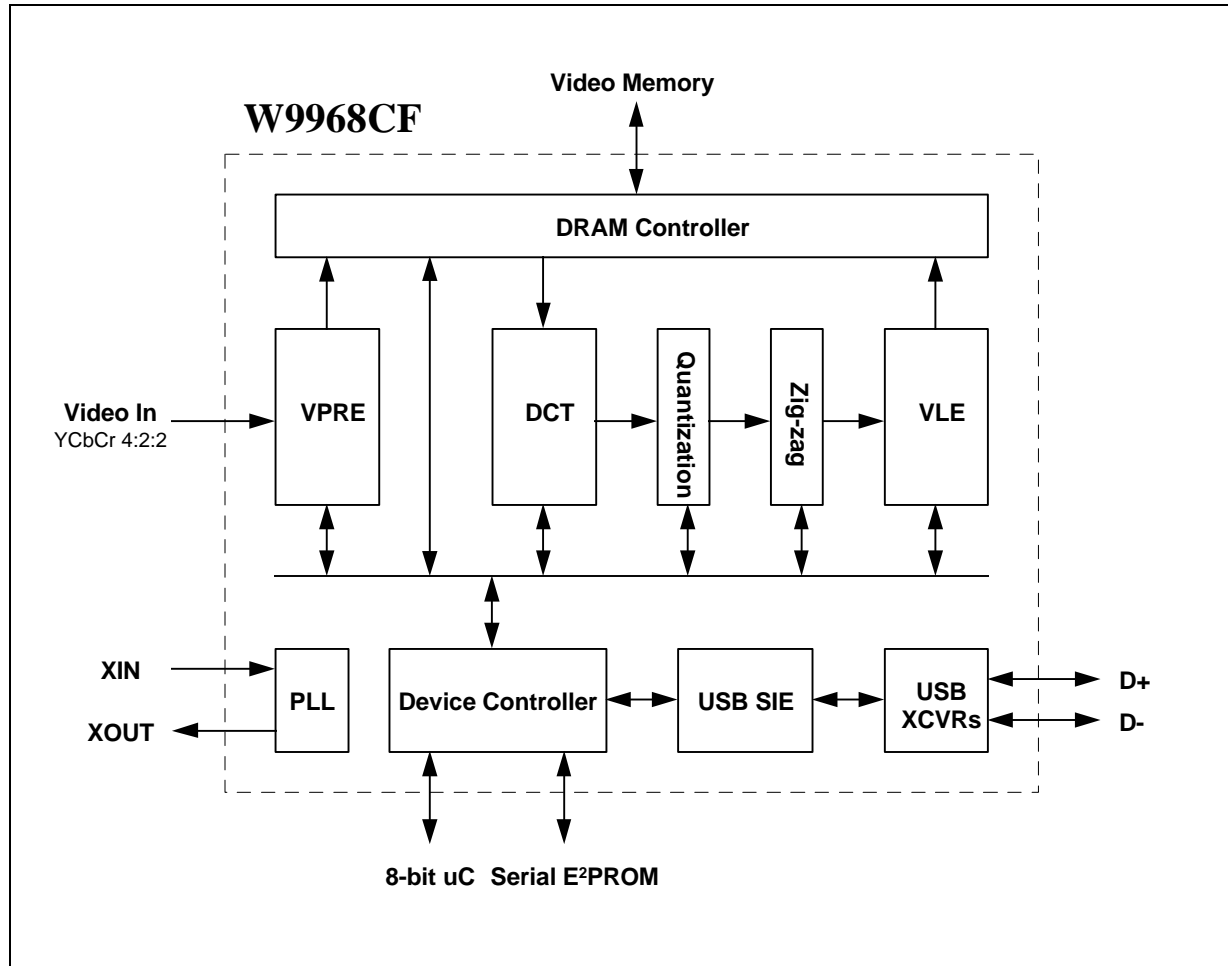 Video Memory
W9968CF
DRAM Controller
VPRE
DCT
Quantization
Zig-zag
VLE
Video In
YCbCr 4:2:2
XIN
XOUT
PLL
Device Controller
USB SIE
USB
XCVRs
D+
D-
8-bit uC
Serial E²PROM